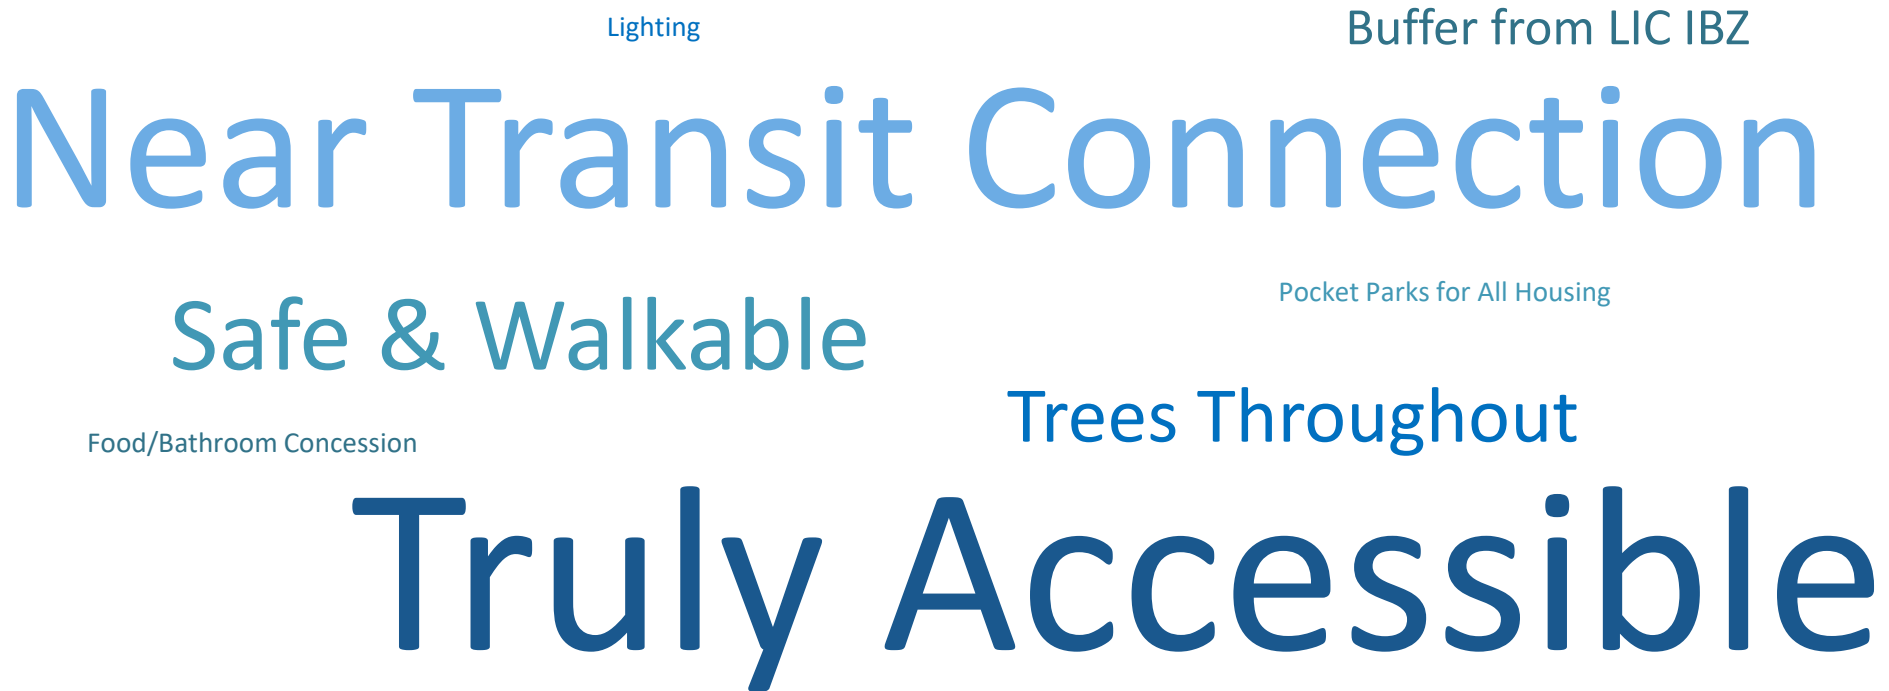 Lighting
Buffer from LIC IBZ
Near Transit Connection
Safe & Walkable
Pocket Parks for All Housing
Trees Throughout
Food/Bathroom Concession
Truly Accessible